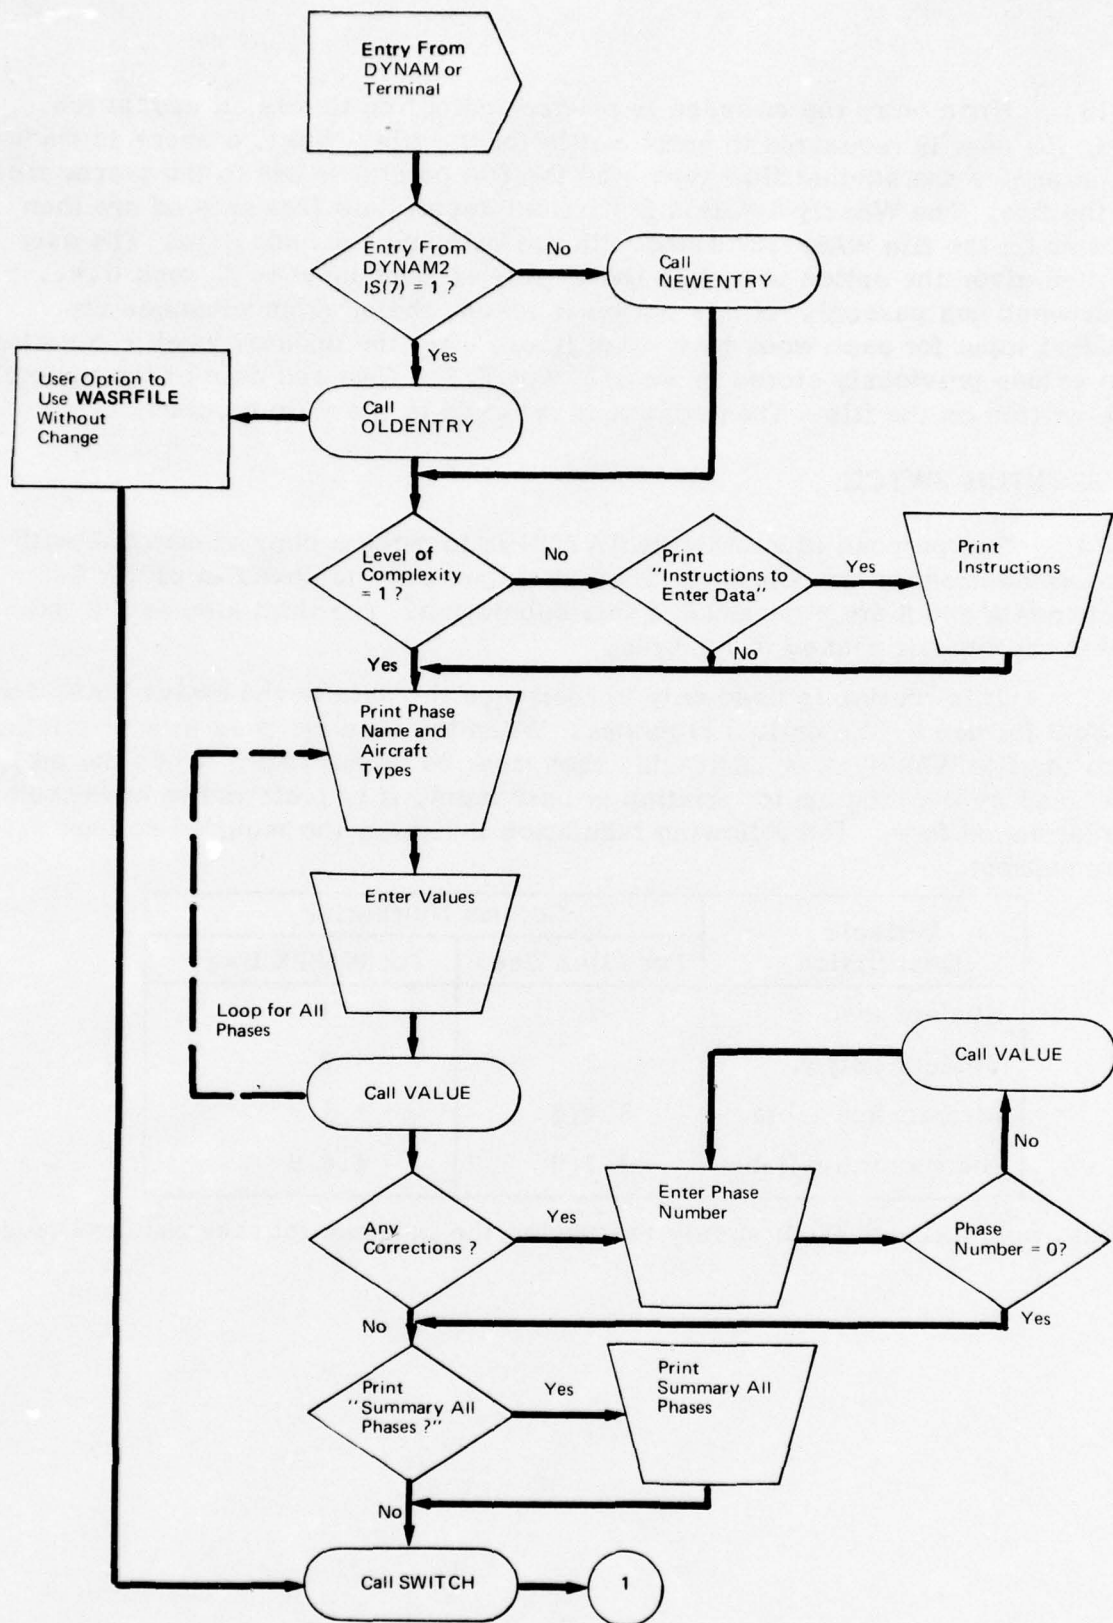 Entry From
DYNAM or
Terminal
Entry From
DYNAM2
IS(7) = 1 ?
No
Call
NEWENTRY
Yes
User Option to
Use WASRFILE
Without
Change
Call
OLDENTRY
Level of
Complexity
= 1 ?
No
Print
"Instructions to
Enter Data"
Yes
Print
Instructions
No
Yes
Print Phase
Name and
Aircraft
Types
Enter Values
Loop for All
Phases
Call VALUE
Call VALUE
No
Any
Corrections ?
Yes
Enter Phase
Number
Phase
Number = 0?
Yes
No
Print
"Summary All
Phases ?"
Yes
Print
Summary All
Phases
No
Call SWITCH
1